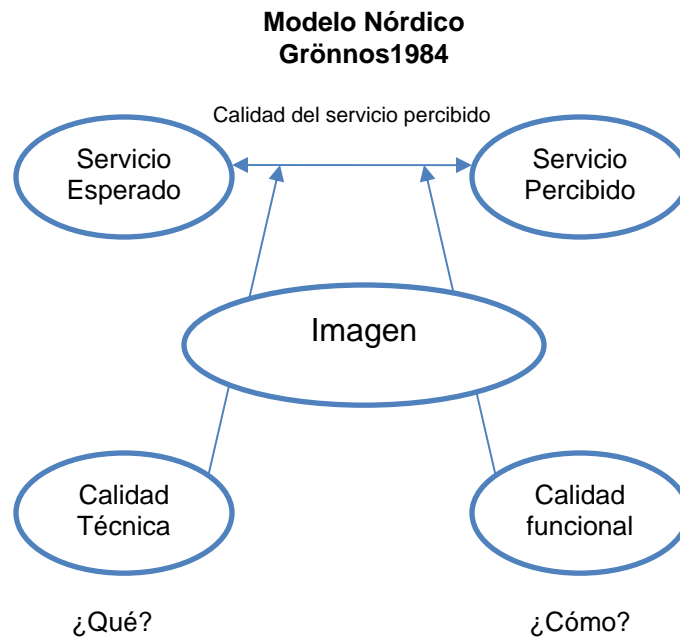 Modelo Nórdico
Grönnos1984
Calidad del servicio percibido
Servicio
Esperado
Servicio
Percibido
Imagen
Calidad
Técnica
Calidad
funcional
¿Qué?
¿Cómo?